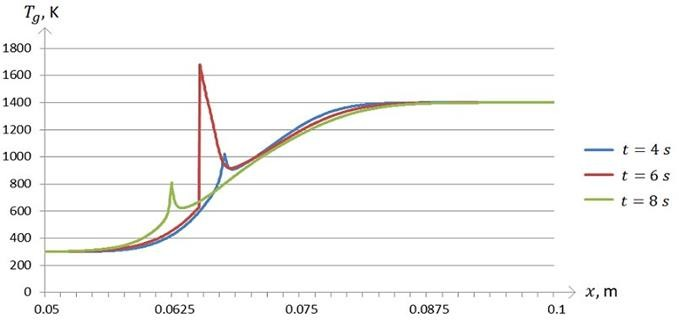 T_g, K
1800
1600
1400
1200
1000
800
600
400
200
0
0.05 0.0625 0.075 0.0875 0.1
x, m
t = 4 s
t = 6 s
t = 8 s